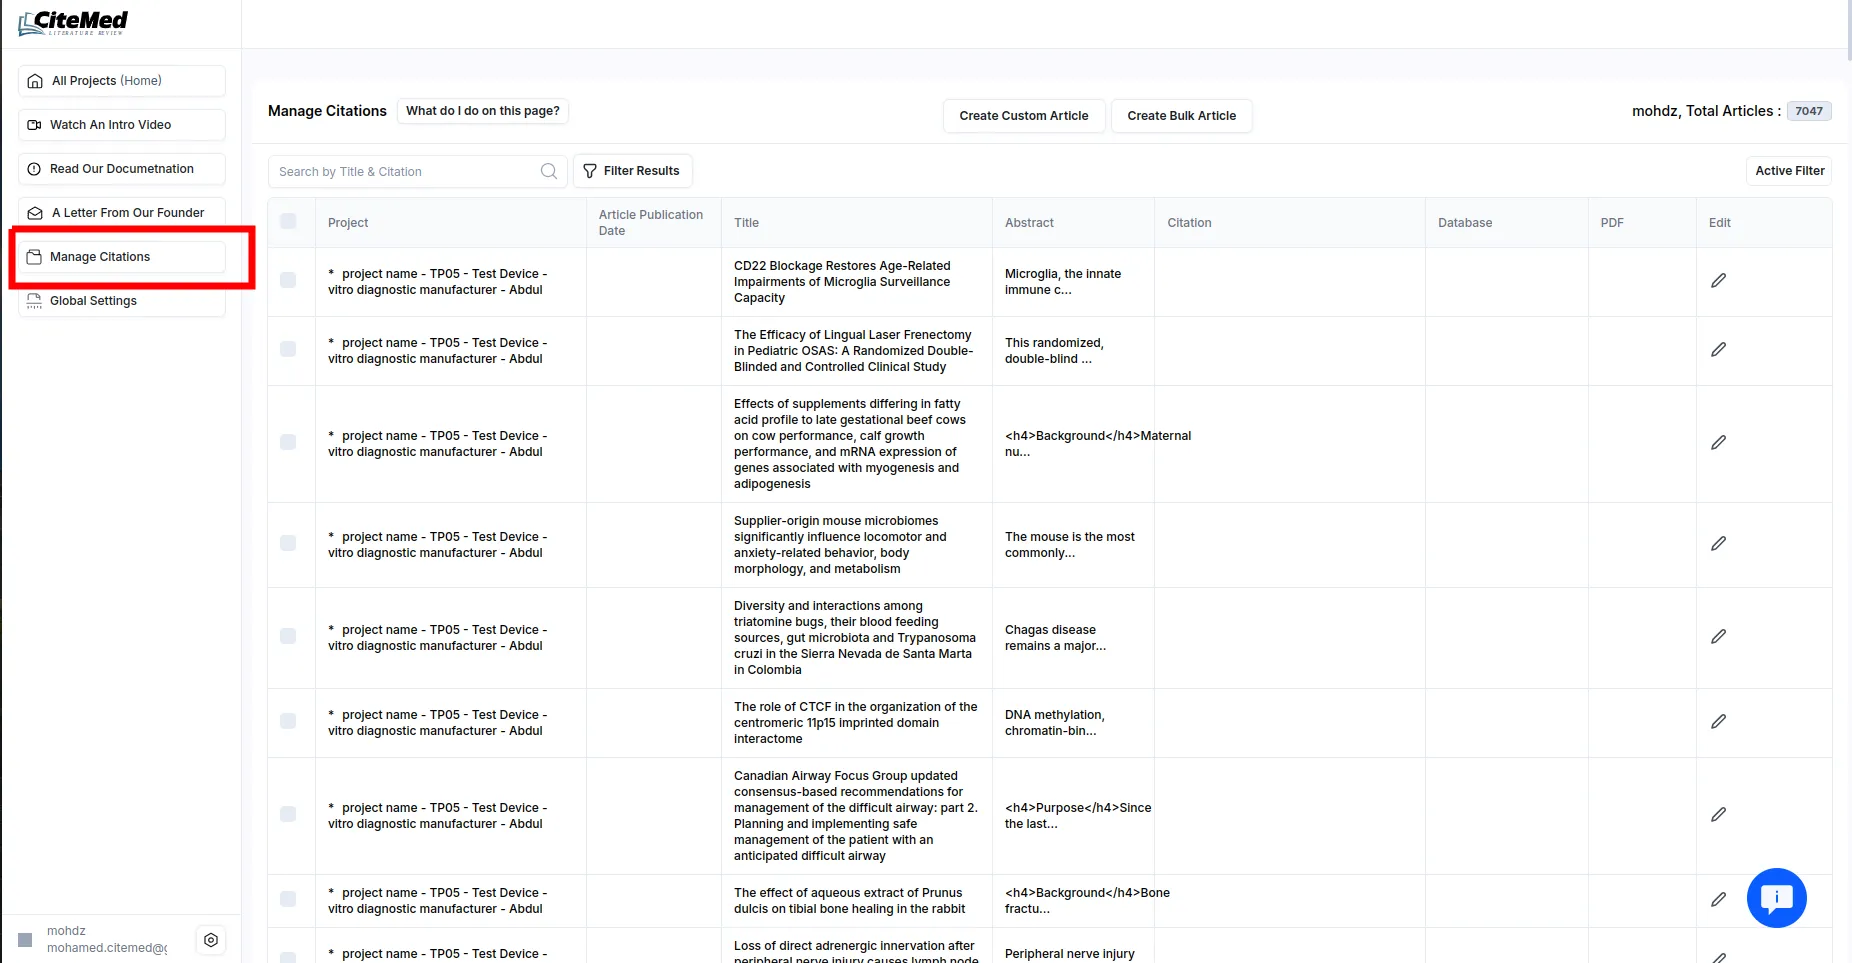 CiteMed
LITERATURE REVIEW
All Projects (Home)
Watch An Intro Video
Read Our Documetnation
A Letter From Our Founder
Manage Citations
Global Settings
mohdz
mohamed.citemed@g
Manage Citations
What do I do on this page?
Create Custom Article
Create Bulk Article
mohdz, Total Articles : 7047
Search by Title & Citation
Filter Results
Active Filter
Project
Article Publication
Date
Title
Abstract
Citation
Database
PDF
Edit
* project name - TP05 - Test Device -
vitro diagnostic manufacturer - Abdul
CD22 Blockage Restores Age-Related
Impairments of Microglia Surveillance
Capacity
Microglia, the innate
immune c...
* project name - TP05 - Test Device -
vitro diagnostic manufacturer - Abdul
The Efficacy of Lingual Laser Frenectomy
in Pediatric OSAS: A Randomized Double-
Blinded and Controlled Clinical Study
This randomized,
double-blind ...
* project name - TP05 - Test Device -
vitro diagnostic manufacturer - Abdul
Effects of supplements differing in fatty
acid profile to late gestational beef cows
on cow performance, calf growth
performance, and mRNA expression of
genes associated with myogenesis and
adipogenesis
<h4>Background</h4>Maternal
nu...
* project name - TP05 - Test Device -
vitro diagnostic manufacturer - Abdul
Supplier-origin mouse microbiomes
significantly influence locomotor and
anxiety-related behavior, body
morphology, and metabolism
The mouse is the most
commonly...
* project name - TP05 - Test Device -
vitro diagnostic manufacturer - Abdul
Diversity and interactions among
triatomine bugs, their blood feeding
sources, gut microbiota and Trypanosoma
cruzi in the Sierra Nevada de Santa Marta
in Colombia
Chagas disease
remains a major...
* project name - TP05 - Test Device -
vitro diagnostic manufacturer - Abdul
The role of CTCF in the organization of the
centromeric 11p15 imprinted domain
interactome
DNA methylation,
chromatin-bin...
* project name - TP05 - Test Device -
vitro diagnostic manufacturer - Abdul
Canadian Airway Focus Group updated
consensus-based recommendations for
management of the difficult airway: part 2.
Planning and implementing safe
management of the patient with an
anticipated difficult airway
<h4>Purpose</h4>Since
the last...
* project name - TP05 - Test Device -
vitro diagnostic manufacturer - Abdul
The effect of aqueous extract of Prunus
dulcis on tibial bone healing in the rabbit
<h4>Background</h4>Bone
fractu...
* project name - TP05 - Test Device -
Loss of direct adrenergic innervation after
peripheral nerve injury causes lymph node
Peripheral nerve injury